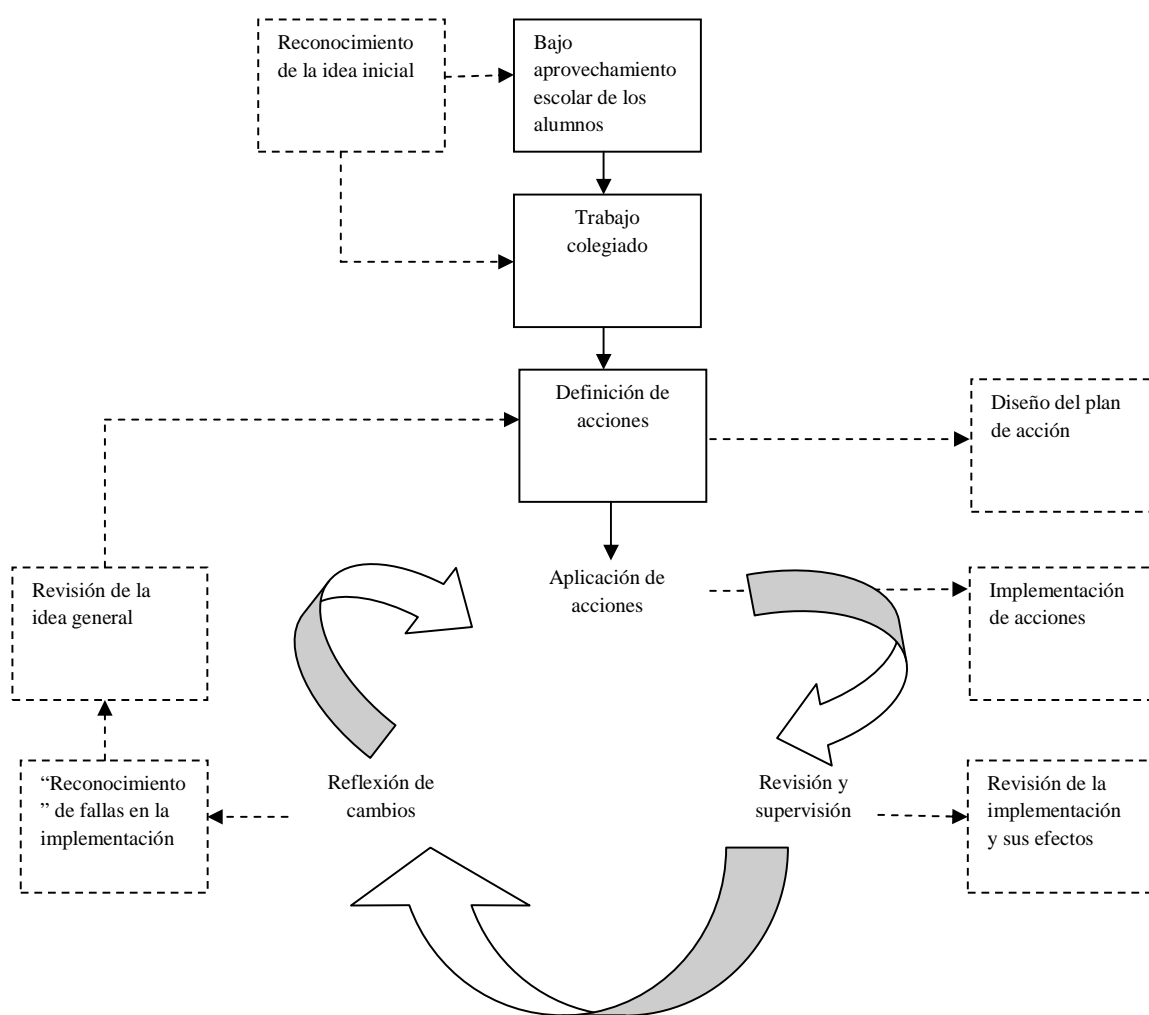 Reconocimiento
de la idea inicial
Bajo
aprovechamiento
escolar de los
alumnos
Trabajo
colegiado
Definición de
acciones
Diseño del plan
de acción
Revisión de la
idea general
Aplicación de
acciones
Implementación
de acciones
“Reconocimiento
” de fallas en la
implementación
Reflexión de
cambios
Revisión y
supervisión
Revisión de la
implementación
y sus efectos